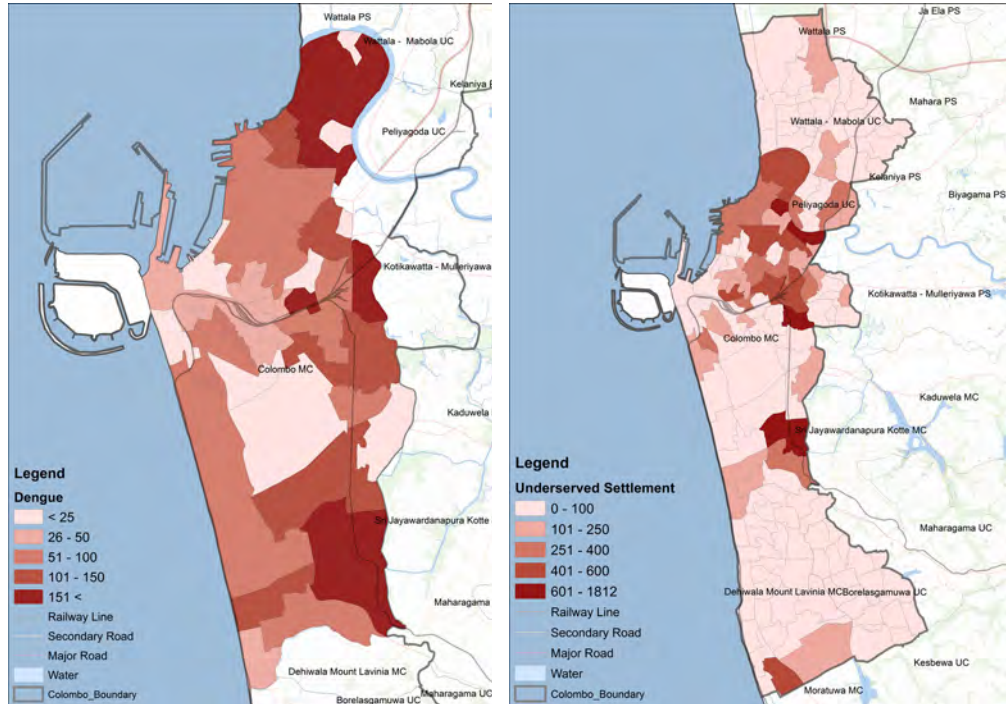 Wattala PS
Wattala - Mabola UC
Kelaniya
Peliyagoda UC
Kotikawatta - Mulleriyawa
Colombo MC
Kaduwela
Sri Jayawardanapura Kotte
Maharagama
Dehiwala Mount Lavinia MC
Maharagama UC
Borelasgamuwa UC
Legend
Dengue
< 25
26 - 50
51 - 100
101 - 150
151 <
Railway Line
Secondary Road
Major Road
Water
Colombo_Boundary
Ja Ela PS
Wattala PS
Mahara PS
Wattala - Mabola UC
Kelaniya PS
Biyagama PS
Peliyagoda UC
Kotikawatta - Mulleriyawa PS
Colombo MC
Kaduwela MC
Sri Jayawardanapura Kotte MC
Maharagama UC
Dehiwala Mount Lavinia MC
Borelasgamuwa UC
Kesbewa UC
Moratuwa MC
Legend
Underserved Settlement
0 - 100
101 - 250
251 - 400
401 - 600
601 - 1812
Railway Line
Secondary Road
Major Road
Water
Colombo_Boundary